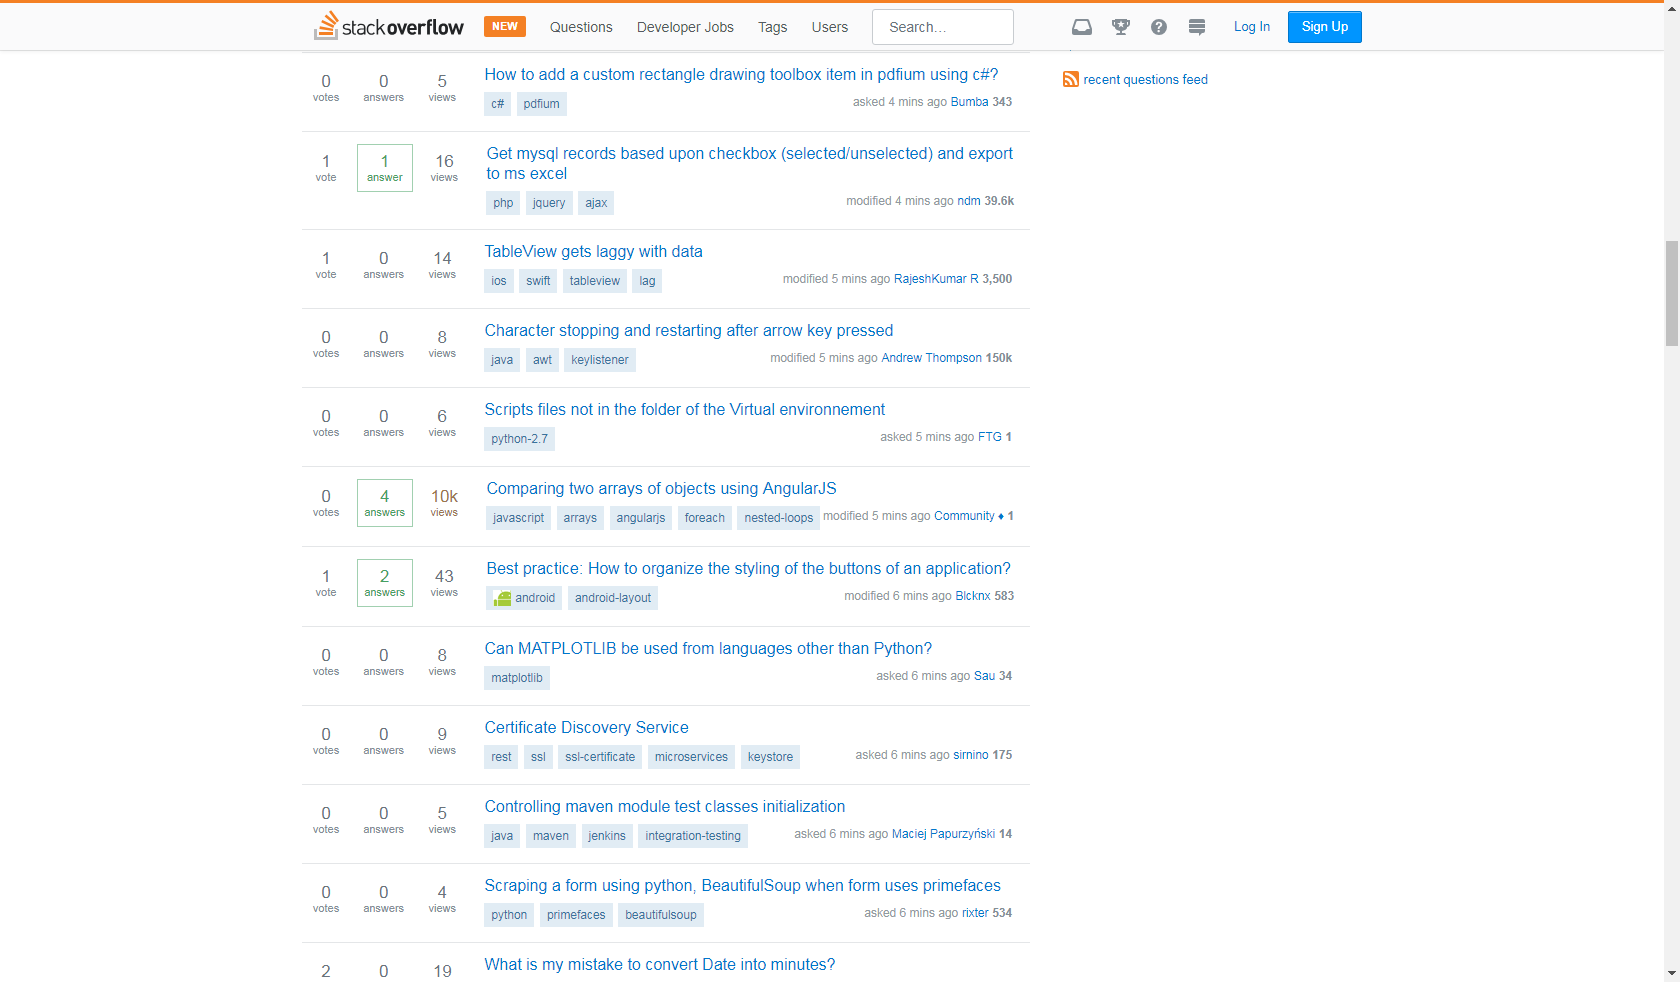 stackoverflow NEW Questions Developer Jobs Tags Users Search... Log In Sign Up
recent questions feed
0 votes 0 answers 5 views How to add a custom rectangle drawing toolbox item in pdfium using c#?
c# pdfium asked 4 mins ago Bumba 343
1 vote 1 answer 16 views Get mysql records based upon checkbox (selected/unselected) and export
to ms excel
php jquery ajax modified 4 mins ago ndm 39.6k
1 vote 0 answers 14 views TableView gets laggy with data
ios swift tableview lag modified 5 mins ago RajeshKumar R 3,500
0 votes 0 answers 8 views Character stopping and restarting after arrow key pressed
java awt keylistener modified 5 mins ago Andrew Thompson 150k
0 votes 0 answers 6 views Scripts files not in the folder of the Virtual environnement
python-2.7 asked 5 mins ago FTG 1
0 votes 4 answers 10k views Comparing two arrays of objects using AngularJS
javascript arrays angularjs foreach nested-loops modified 5 mins ago Community ♦ 1
1 vote 2 answers 43 views Best practice: How to organize the styling of the buttons of an application?
android android-layout modified 6 mins ago Blcknx 583
0 votes 0 answers 8 views Can MATPLOTLIB be used from languages other than Python?
matplotlib asked 6 mins ago Sau 34
0 votes 0 answers 9 views Certificate Discovery Service
rest ssl ssl-certificate microservices keystore asked 6 mins ago sirnino 175
0 votes 0 answers 5 views Controlling maven module test classes initialization
java maven jenkins integration-testing asked 6 mins ago Maciej Papurzyński 14
0 votes 0 answers 4 views Scraping a form using python, BeautifulSoup when form uses primefaces
python primefaces beautifulsoup asked 6 mins ago rixter 534
2 0 19 What is my mistake to convert Date into minutes?